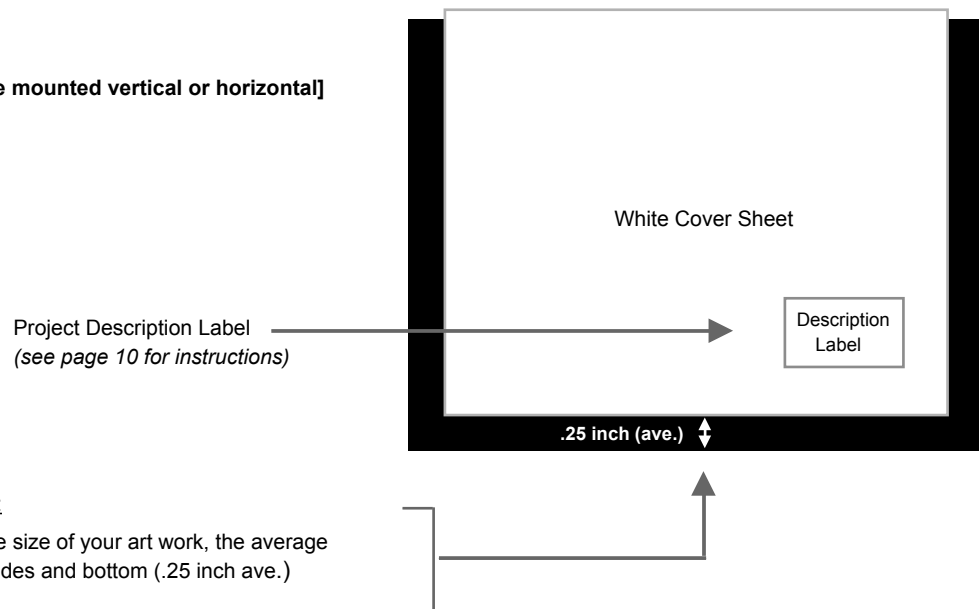 e mounted vertical or horizontal]
White Cover Sheet
Project Description Label
(see page 10 for instructions)
Description
Label
.25 inch (ave.)
e size of your art work, the average
des and bottom (.25 inch ave.)